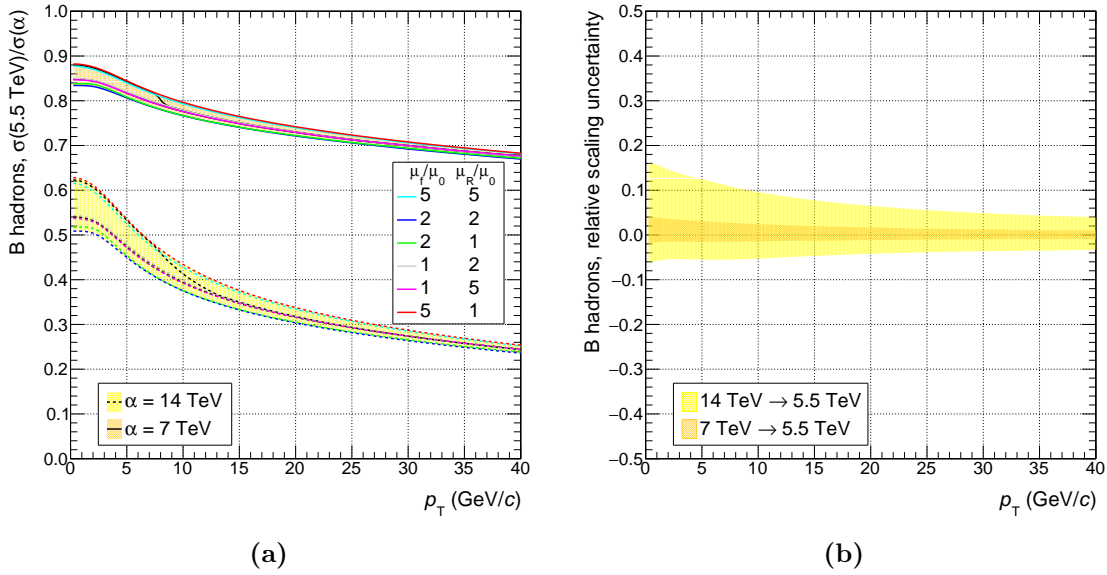 B hadrons, σ(5.5 TeV)/σ(α)
1.0
0.9
0.8
0.7
0.6
0.5
0.4
0.3
0.2
0.1
0.0
μf/μ0 μR/μ0
5 5
2 2
2 1
1 2
1 5
5 1
α = 14 TeV
α = 7 TeV
0 5 10 15 20 25 30 35 40
pT (GeV/c)
(a)
B hadrons, relative scaling uncertainty
0.5
0.4
0.3
0.2
0.1
0.0
−0.1
−0.2
−0.3
−0.4
−0.5
14 TeV → 5.5 TeV
7 TeV → 5.5 TeV
0 5 10 15 20 25 30 35 40
pT (GeV/c)
(b)